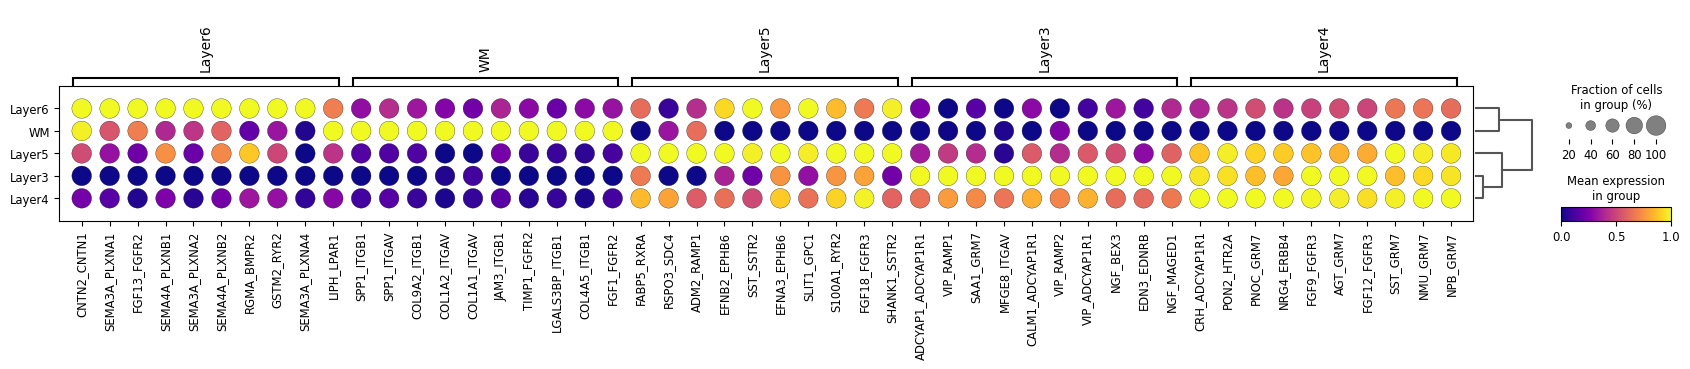 Layer6
WM
Layer5
Layer3
Layer4
Layer6
WM
Layer5
Layer3
Layer4
CNTN2_CNTN1
SEMA3A_PLXNA1
FGF13_FGFR2
SEMA4A_PLXNB1
SEMA3A_PLXNA2
SEMA4A_PLXNB2
RGMA_BMPR2
GSTM2_RYR2
SEMA3A_PLXNA4
LIPH_LPAR1
SPP1_ITGB1
SPP1_ITGAV
COL9A2_ITGB1
COL1A2_ITGAV
COL1A1_ITGAV
JAM3_ITGB1
TIMP1_FGFR2
LGALS3BP_ITGB1
COL4A5_ITGB1
FGF1_FGFR2
FABP5_RXRA
RSPO3_SDC4
ADM2_RAMP1
EFNB2_EPHB6
SST_SSTR2
EFNA3_EPHB6
SLIT1_GPC1
S100A1_RYR2
FGF18_FGFR3
SHANK1_SSTR2
ADCYAP1_ADCYAP1R1
VIP_RAMP1
SAA1_GRM7
MFGE8_ITGAV
CALM1_ADCYAP1R1
VIP_RAMP2
VIP_ADCYAP1R1
NGF_BEX3
EDN3_EDNRB
NGF_MAGED1
CRH_ADCYAP1R1
PON2_HTR2A
PNOC_GRM7
NRG4_ERBB4
FGF9_FGFR3
AGT_GRM7
FGF12_FGFR3
SST_GRM7
NMU_GRM7
NPB_GRM7
Fraction of cells
in group (%)
20 40 60 80 100
Mean expression
in group
0.0 0.5 1.0